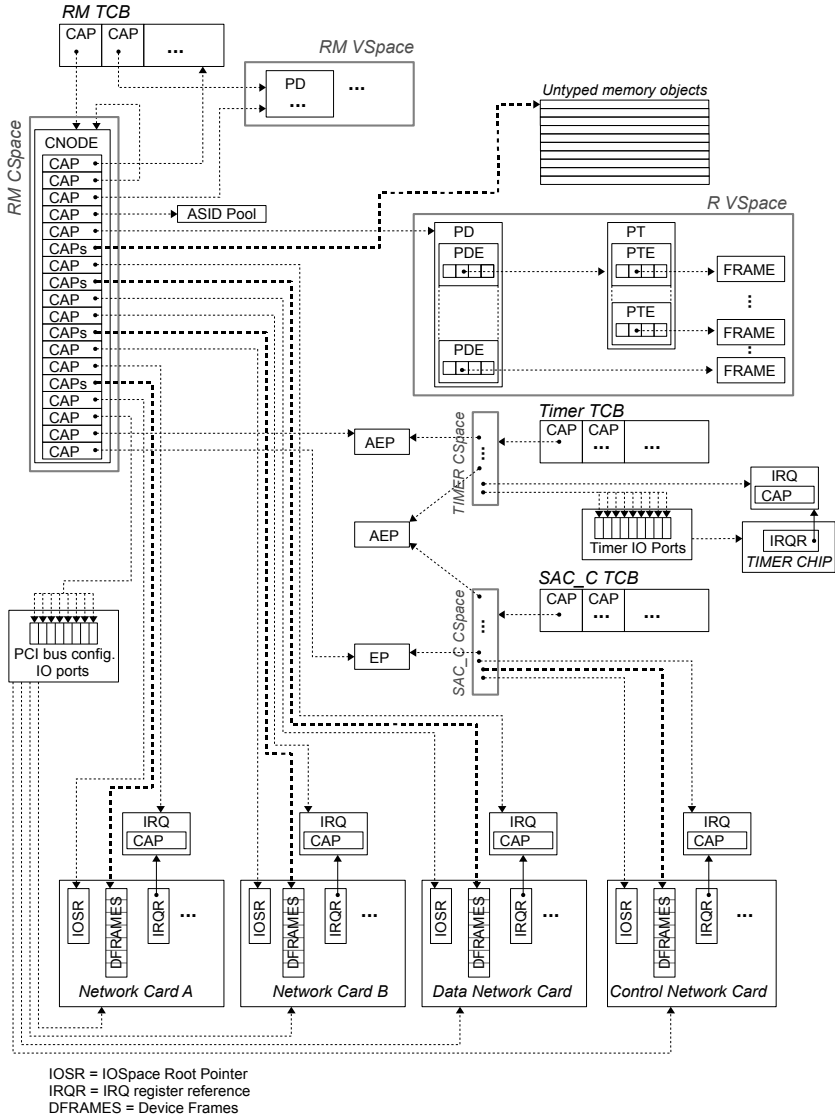 RM TCB
CAP CAP ...
RM VSpace
PD ...
...
Untyped memory objects
RM CSpace
CNODE
CAP
CAP
CAP
CAP
CAP
CAPs
CAP
CAPs
CAP
CAP
CAPs
CAP
CAP
CAPs
CAP
CAP
CAP
CAP
ASID Pool
R VSpace
PD PT
PDE PTE
FRAME
...
PTE
FRAME
...
PDE
FRAME
TIMER CSpace
...
Timer TCB
CAP CAP
... ...
AEP
IRQ
CAP
AEP
Timer IO Ports
IRQR
TIMER CHIP
SAC_C TCB
CAP CAP
... ...
SAC_C CSpace
...
PCI bus config.
IO ports
EP
IRQ
CAP
IRQ
CAP
IRQ
CAP
IRQ
CAP
IOSR DFRAMES IRQR ...
Network Card A
IOSR DFRAMES IRQR ...
Network Card B
IOSR DFRAMES IRQR ...
Data Network Card
IOSR DFRAMES IRQR ...
Control Network Card
IOSR = IOSpace Root Pointer
IRQR = IRQ register reference
DFRAMES = Device Frames